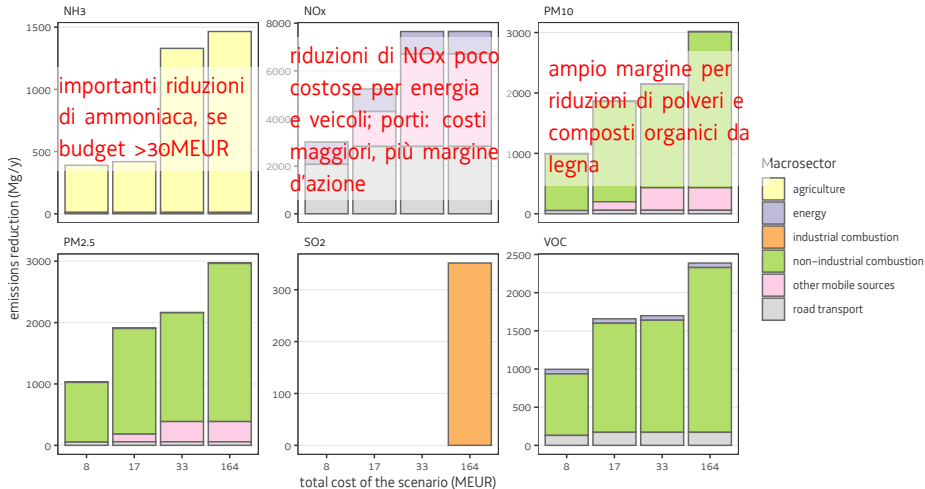 NH3
NOx
PM10
1500
1000
500
0
8000
6000
4000
2000
0
3000
2000
1000
0
importanti riduzioni
di ammoniaca, se
budget >30MEUR
riduzioni di NOx poco
costose per energia
e veicoli; porti: costi
maggiori, più margine
d'azione
ampio margine per
riduzioni di polveri e
composti organici da
legna
PM2.5
SO2
VOC
3000
2000
1000
0
300
200
100
0
2500
2000
1500
1000
500
0
8 17 33 164
8 17 33 164
8 17 33 164
emissions reduction (Mg/y)
total cost of the scenario (MEUR)
Macrosector
agriculture
energy
industrial combustion
non-industrial combustion
other mobile sources
road transport